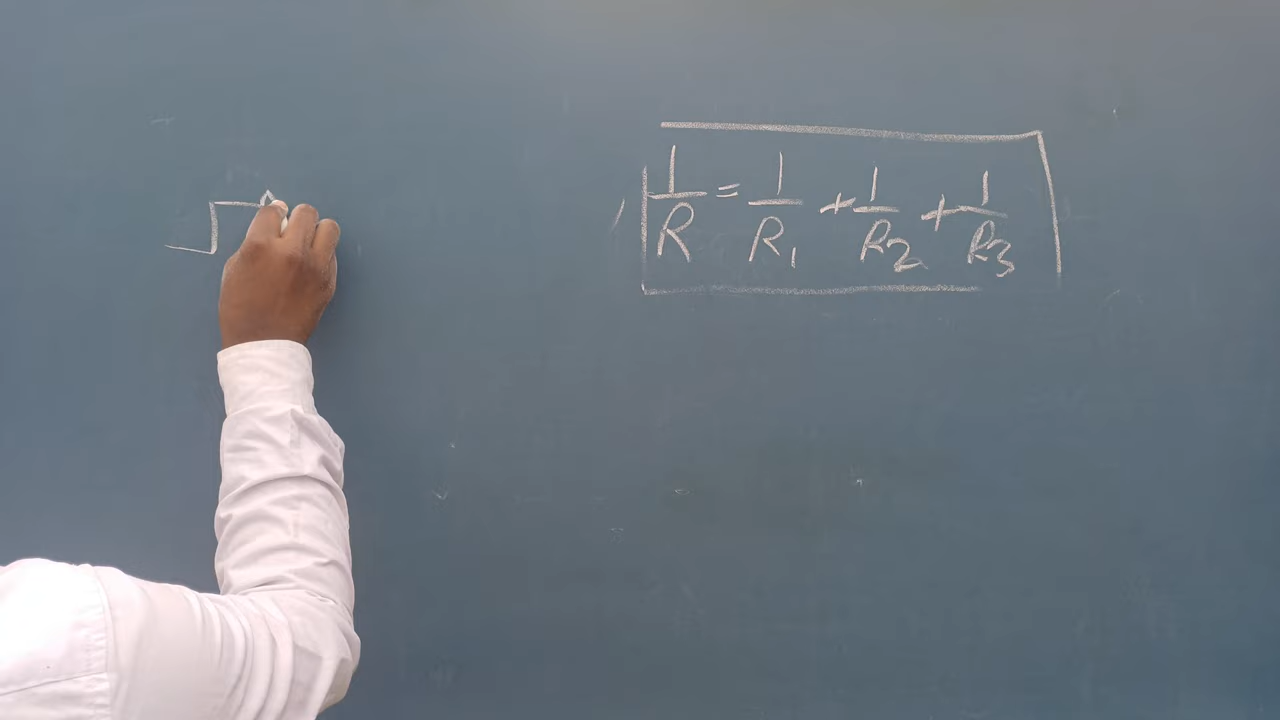 1/R = 1/R₁ + 1/R₂ + 1/R₃